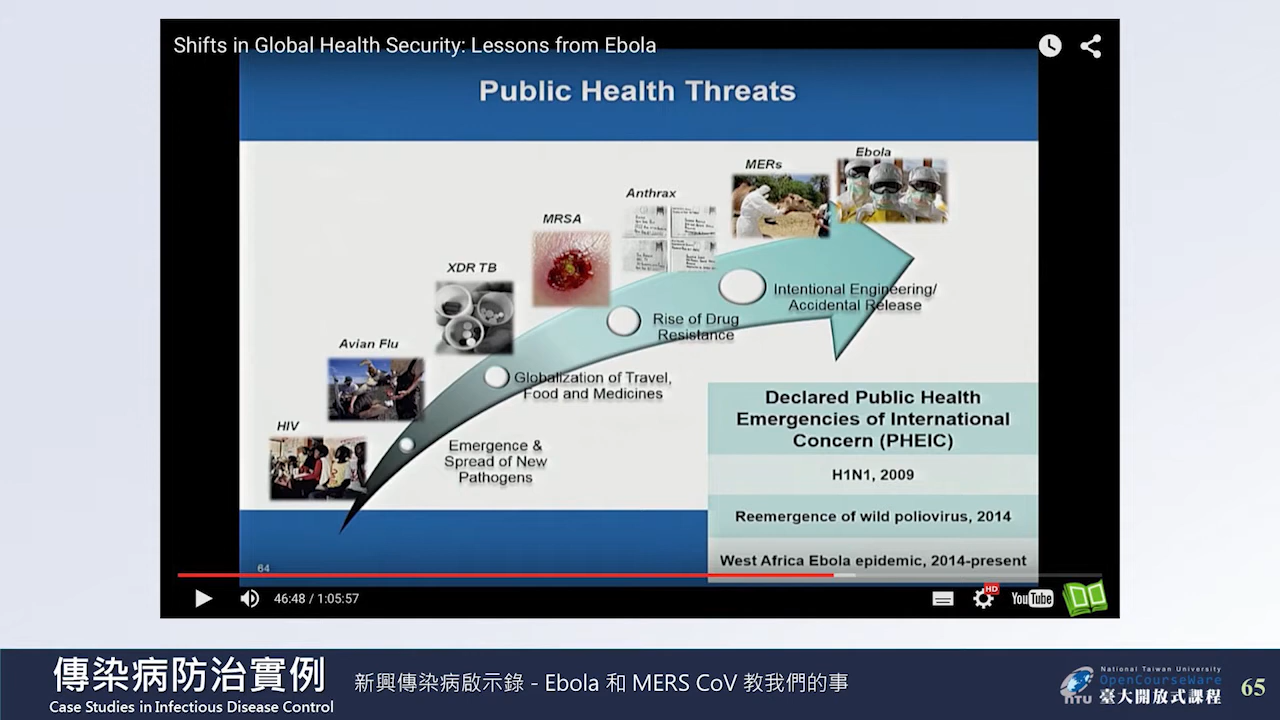 Shifts in Global Health Security: Lessons from Ebola
Public Health Threats
Ebola
MERs
Anthrax
MRSA
XDR TB
Avian Flu
HIV
Intentional Engineering/
Accidental Release
Rise of Drug
Resistance
Globalization of Travel,
Food and Medicines
Emergence &
Spread of New
Pathogens
Declared Public Health
Emergencies of International
Concern (PHEIC)
H1N1, 2009
Reemergence of wild poliovirus, 2014
West Africa Ebola epidemic, 2014-present
64
46:48 / 1:05:57
HD
YouTube
傳染病防治實例
Case Studies in Infectious Disease Control
新興傳染病啟示錄 - Ebola 和 MERS CoV 教我們的事
National Taiwan University
OpenCourseWare
臺大開放式課程
NTU
65